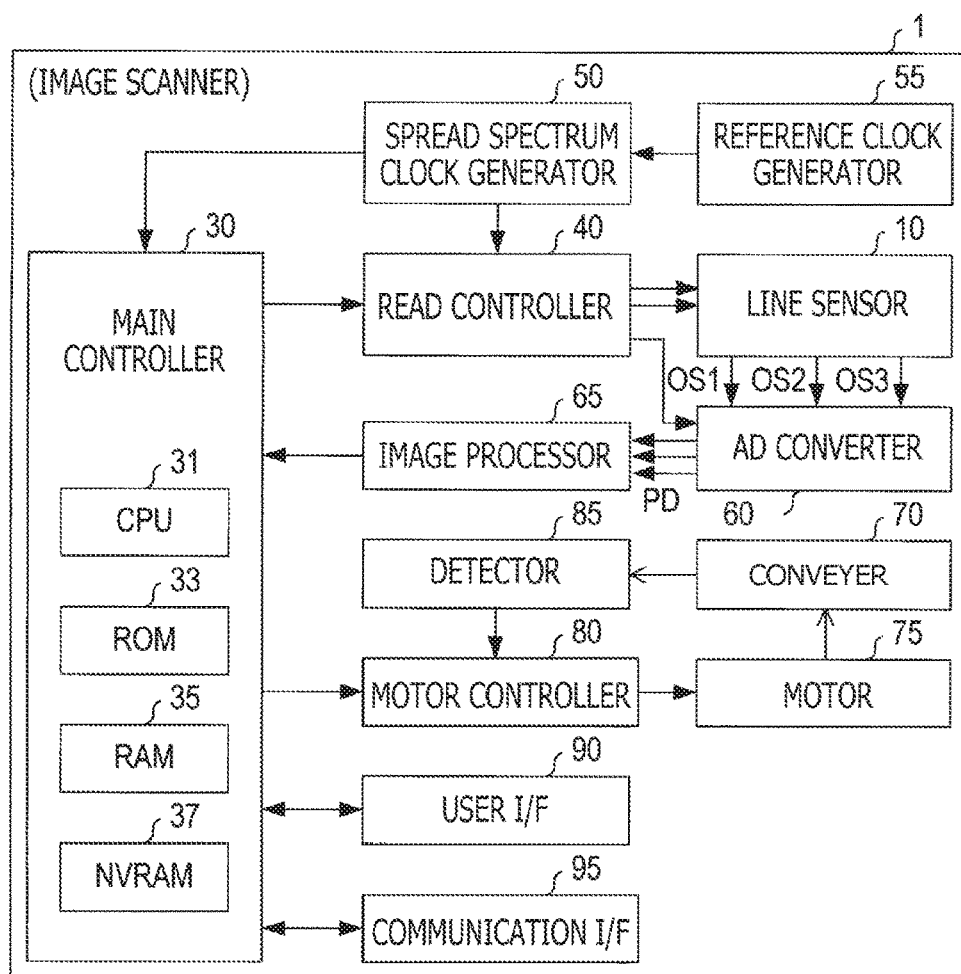 1
(IMAGE SCANNER)
50
55
SPREAD SPECTRUM
CLOCK GENERATOR
REFERENCE CLOCK
GENERATOR
30
40
10
MAIN
CONTROLLER
READ CONTROLLER
LINE SENSOR
OS1
OS2
OS3
65
IMAGE PROCESSOR
AD CONVERTER
PD
60
31
CPU
85
70
DETECTOR
CONVEYER
33
ROM
80
75
MOTOR CONTROLLER
MOTOR
35
RAM
90
USER I/F
37
NVRAM
95
COMMUNICATION I/F